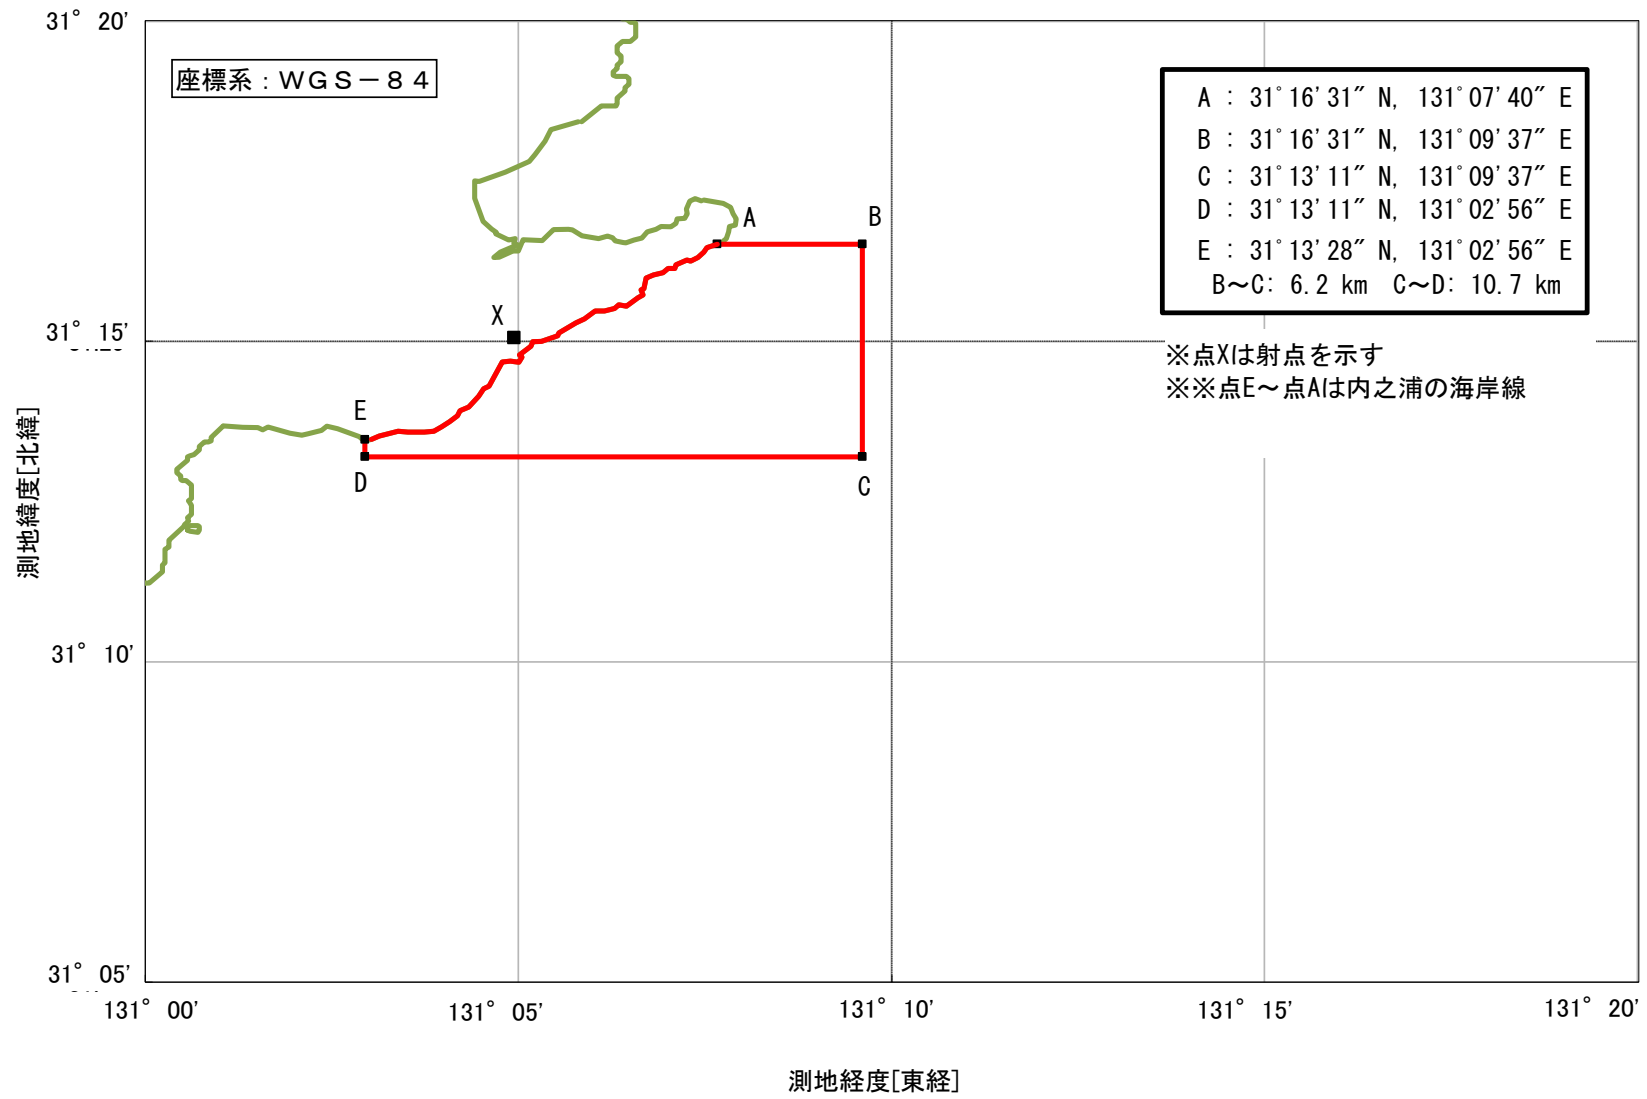 31° 20'
座標系：ＷＧＳ－８４
A : 31°16'31″ N, 131°07'40″ E
B : 31°16'31″ N, 131°09'37″ E
C : 31°13'11″ N, 131°09'37″ E
D : 31°13'11″ N, 131°02'56″ E
E : 31°13'28″ N, 131°02'56″ E
B～C: 6.2 km C～D: 10.7 km
A
B
X
31° 15'
※点Xは射点を示す
※※点E～点Aは内之浦の海岸線
E
D
C
測地緯度[北緯]
31° 10'
31° 05'
131° 00'
131° 05'
131° 10'
131° 15'
131° 20'
測地経度[東経]